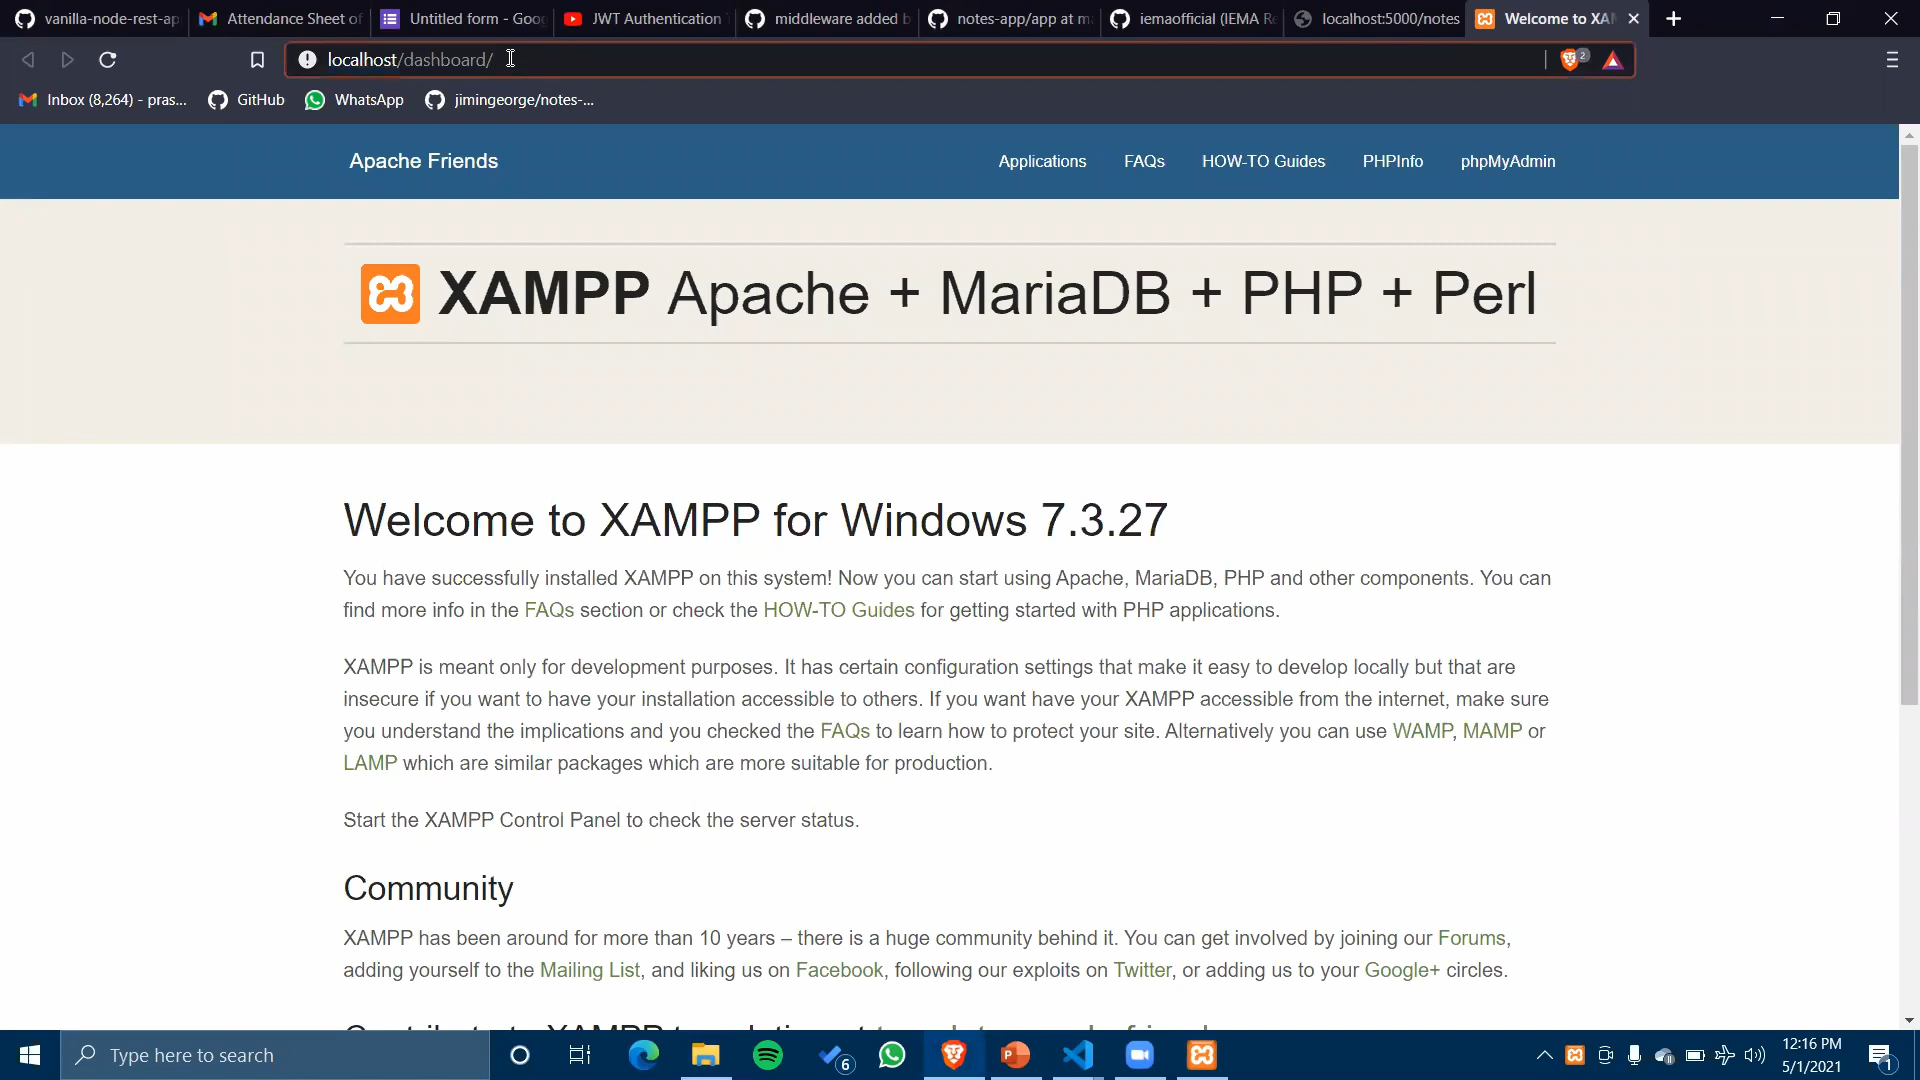 vanilla-node-rest-ap
Attendance Sheet of
Untitled form - Goo
JWT Authentication
middleware added b
notes-app/app at m
iemaofficial (IEMA Re
localhost:5000/notes
Welcome to XA
localhost/dashboard/
2
Inbox (8,264) - pras...
GitHub
WhatsApp
jimingeorge/notes-...
Apache Friends
Applications
FAQs
HOW-TO Guides
PHPInfo
phpMyAdmin
XAMPP Apache + MariaDB + PHP + Perl
Welcome to XAMPP for Windows 7.3.27
You have successfully installed XAMPP on this system! Now you can start using Apache, MariaDB, PHP and other components. You can
find more info in the FAQs section or check the HOW-TO Guides for getting started with PHP applications.
XAMPP is meant only for development purposes. It has certain configuration settings that make it easy to develop locally but that are
insecure if you want to have your installation accessible to others. If you want have your XAMPP accessible from the internet, make sure
you understand the implications and you checked the FAQs to learn how to protect your site. Alternatively you can use WAMP, MAMP or
LAMP which are similar packages which are more suitable for production.
Start the XAMPP Control Panel to check the server status.
Community
XAMPP has been around for more than 10 years – there is a huge community behind it. You can get involved by joining our Forums,
adding yourself to the Mailing List, and liking us on Facebook, following our exploits on Twitter, or adding us to your Google+ circles.
Type here to search
6
12:16 PM
5/1/2021
1